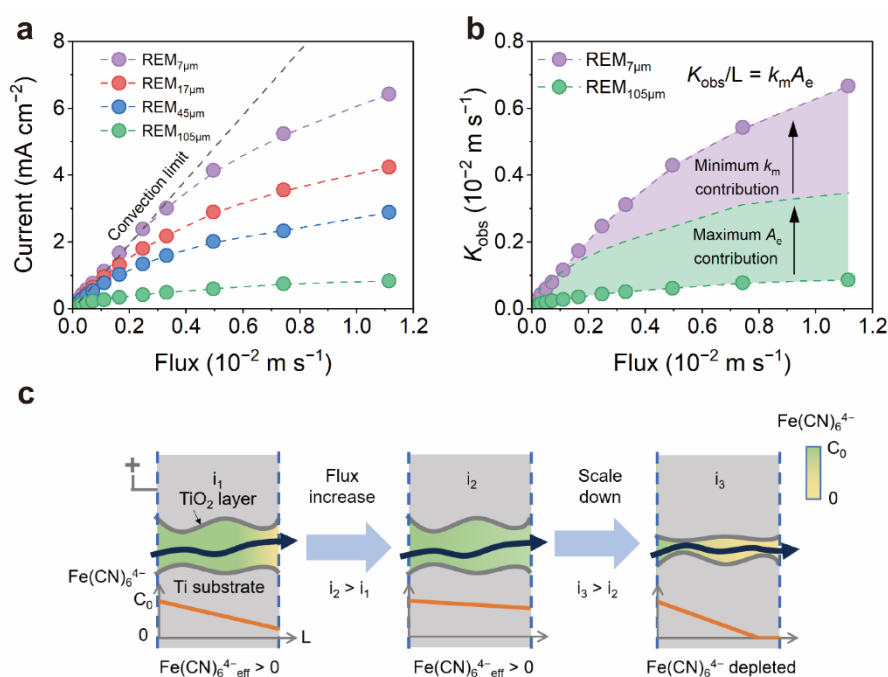 a
Current (mA cm⁻²)
8
6
4
2
0
REM₇μm
REM₁₇μm
REM₄₅μm
REM₁₀₅μm
Convection limit
0.0 0.2 0.4 0.6 0.8 1.0 1.2
Flux (10⁻² m s⁻¹)
b
K_obs (10⁻² m s⁻¹)
0.8
0.6
0.4
0.2
0.0
REM₇μm
REM₁₀₅μm
K_obs/L = k_mA_e
Minimum k_m
contribution
Maximum A_e
contribution
0.0 0.2 0.4 0.6 0.8 1.0 1.2
Flux (10⁻² m s⁻¹)
c
Fe(CN)₆⁴⁻
C₀
0
+
i₁
TiO₂ layer
Fe(CN)₆⁴⁻
Ti substrate
C₀
0
L
Fe(CN)₆⁴⁻eff > 0
Flux
increase
i₂ > i₁
i₂
Fe(CN)₆⁴⁻eff > 0
Scale
down
i₃ > i₂
i₃
Fe(CN)₆⁴⁻ depleted